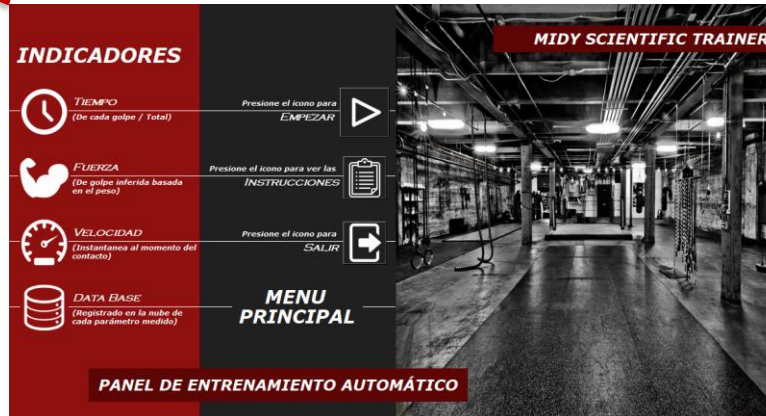 INDICADORES
TIEMPO
(De cada golpe / Total)
FUERZA
(De golpe inferida basada
en el peso)
VELOCIDAD
(Instantanea al momento del
contacto)
DATA BASE
(Registrado en la nube de
cada parámetro medido)
Presione el icono para
EMPEZAR
Presione el icono para ver las
INSTRUCCIONES
Presione el icono para
SALIR
MENU
PRINCIPAL
MIDY SCIENTIFIC TRAINER
PANEL DE ENTRENAMIENTO AUTOMÁTICO